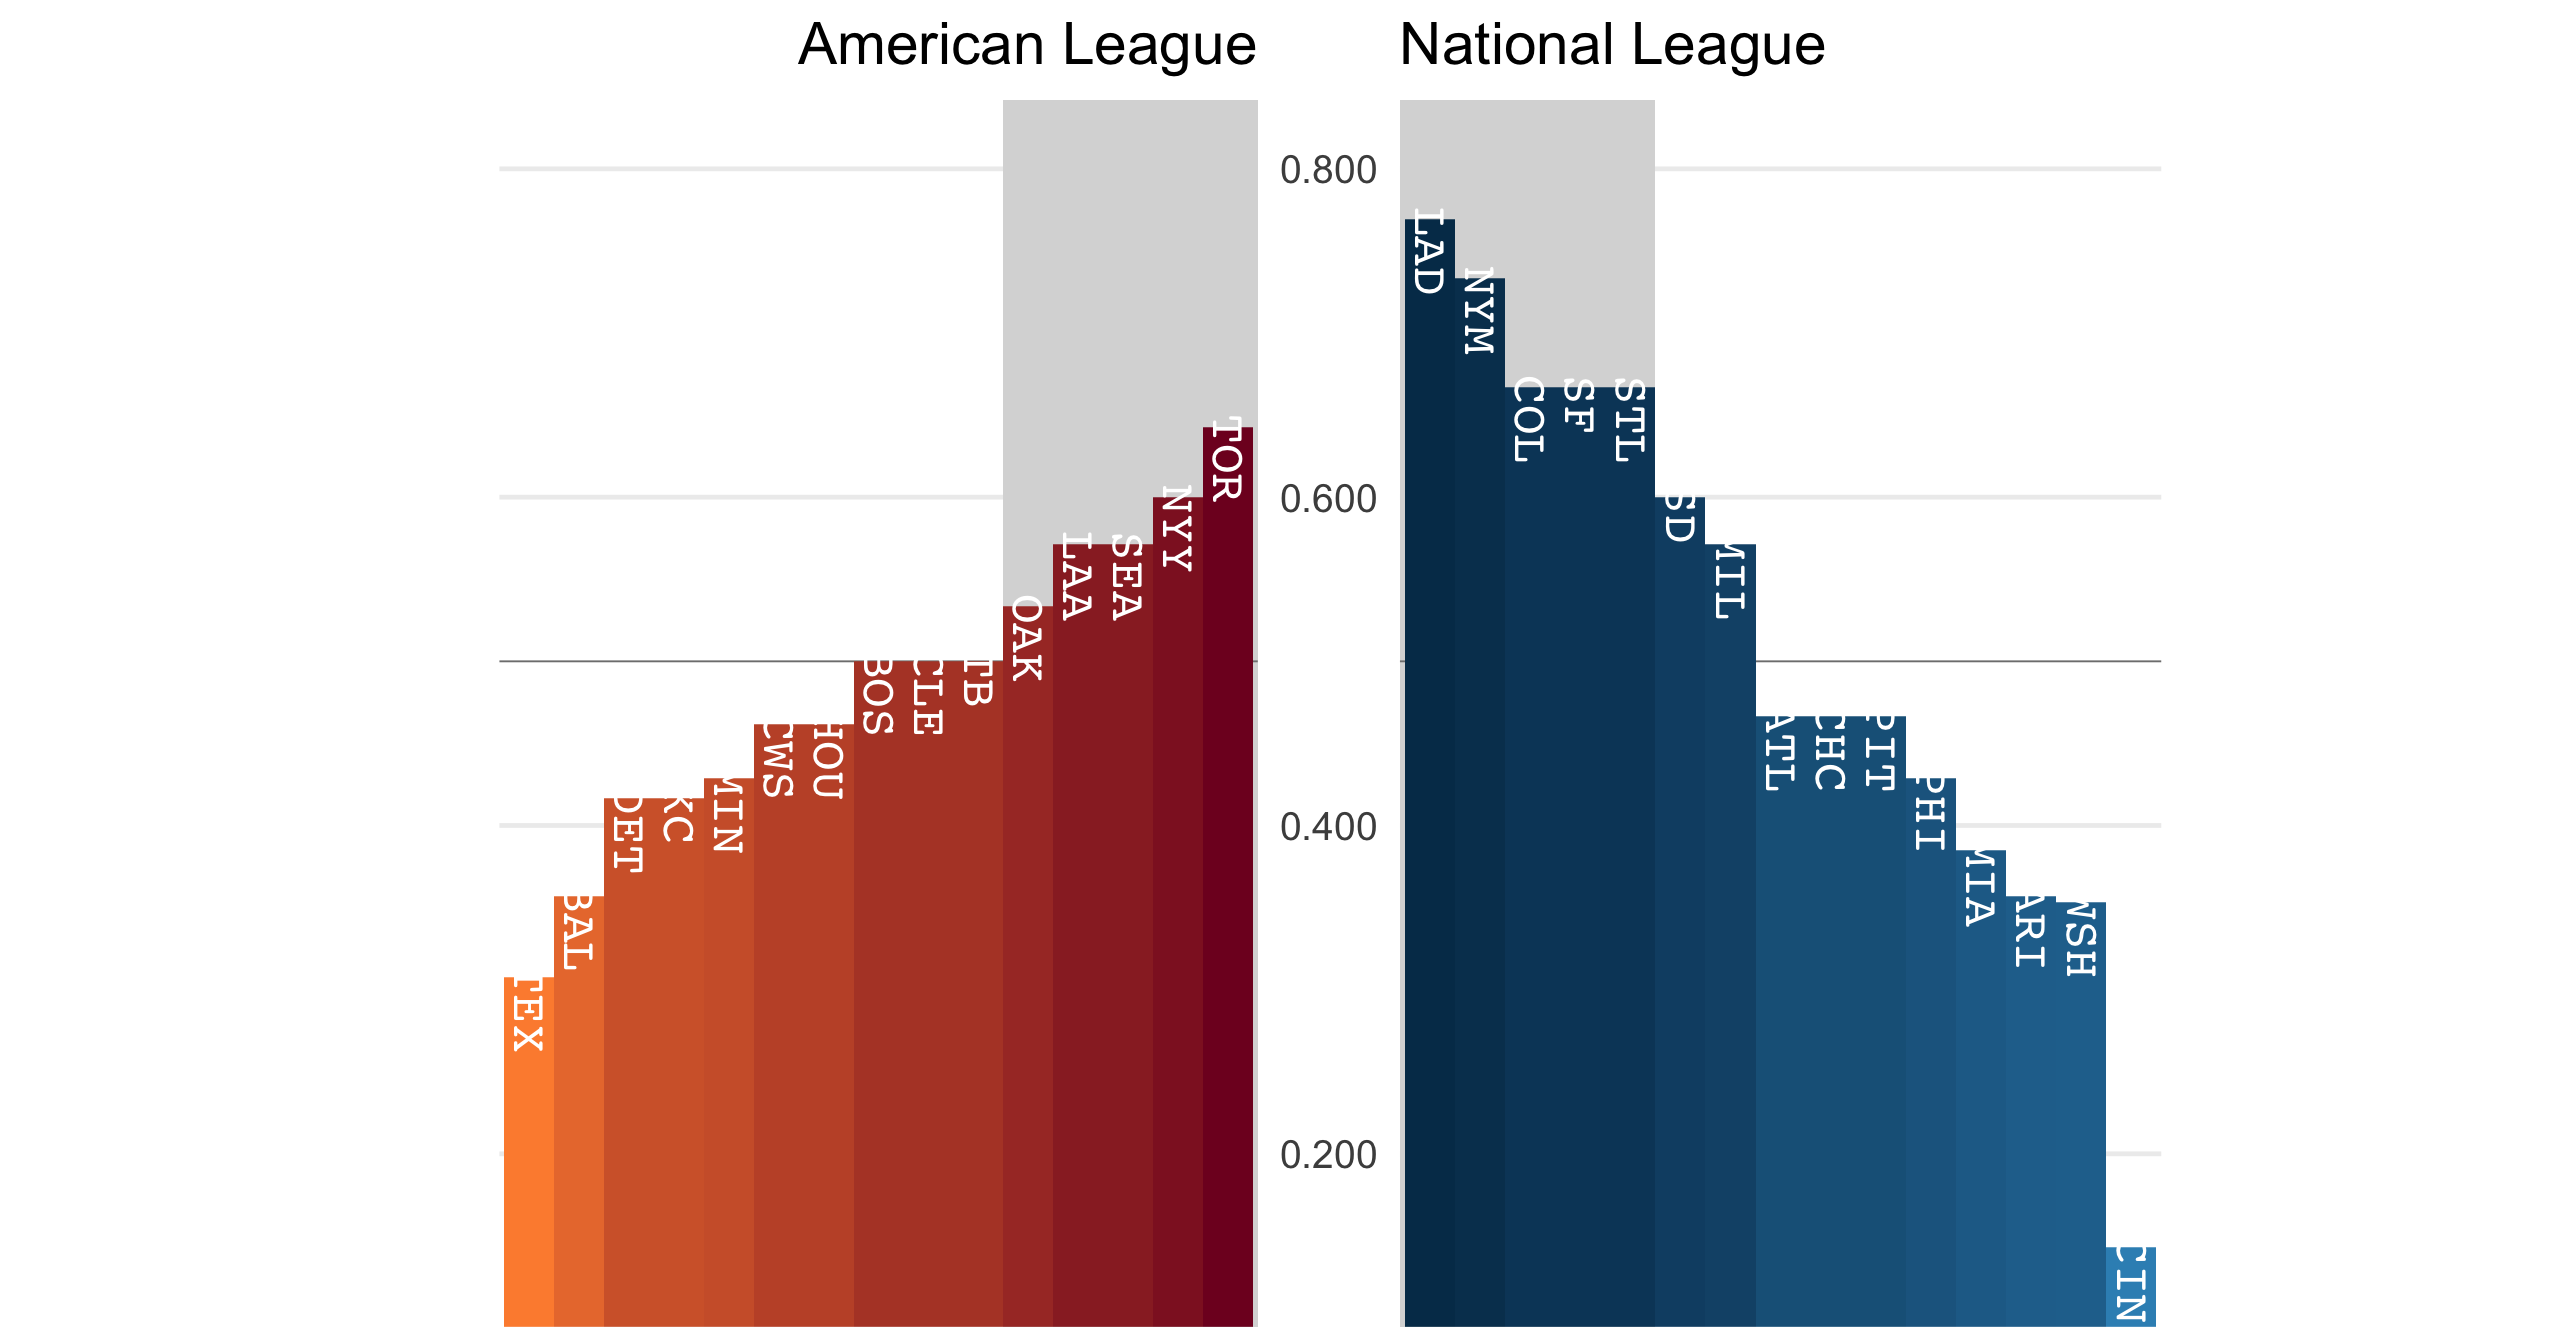 American League
National League
0.800
0.600
0.400
0.200
TEX
BAL
DET
KC
MIN
CWS
HOU
BOS
CLE
TB
OAK
LAA
SEA
NYY
TOR
LAD
NYM
COL
SF
STL
SD
MIL
ATL
CHC
PIT
PHI
MIA
ARI
WSH
CIN